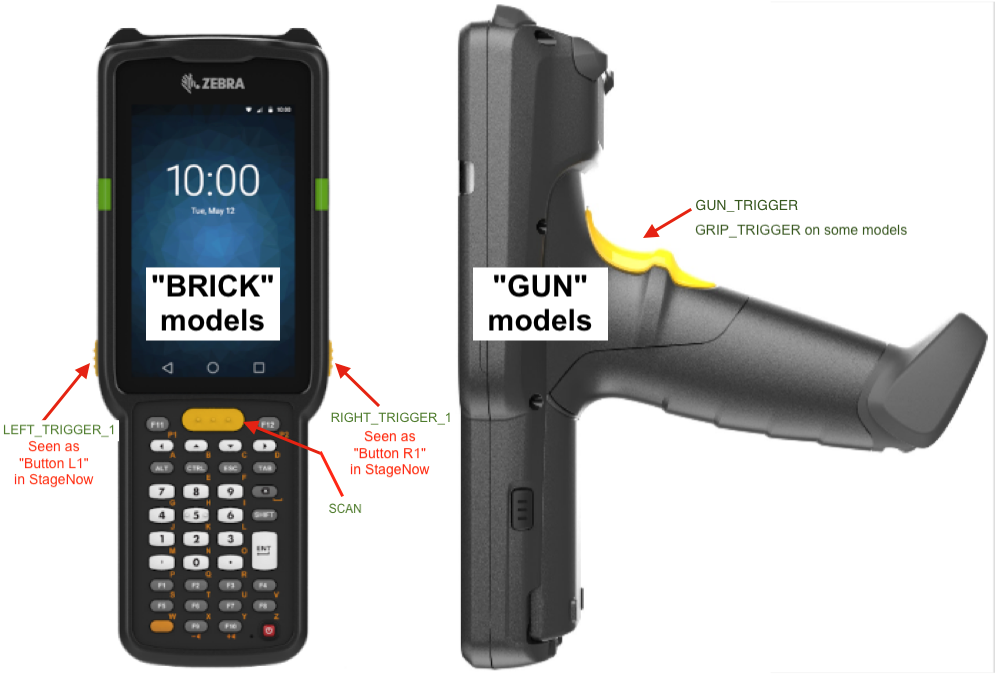 ZEBRA
10:00
10:00
Tue, May 12
"BRICK"
models
"GUN"
models
GUN_TRIGGER
GRIP_TRIGGER on some models
LEFT_TRIGGER_1
Seen as
"Button L1"
in StageNow
RIGHT_TRIGGER_1
Seen as
"Button R1"
in StageNow
SCAN
F11 F12
P1 P2
A B C D
ALT CTRL ESC TAB
E F
7 8 9
G H I
4 5 6 SHIFT
J K L
1 2 3 ENT
M N O
0
P Q R
F1 F2 F3 F4
S T U V
F5 F6 F7 F8
W X Y Z
F9 F10